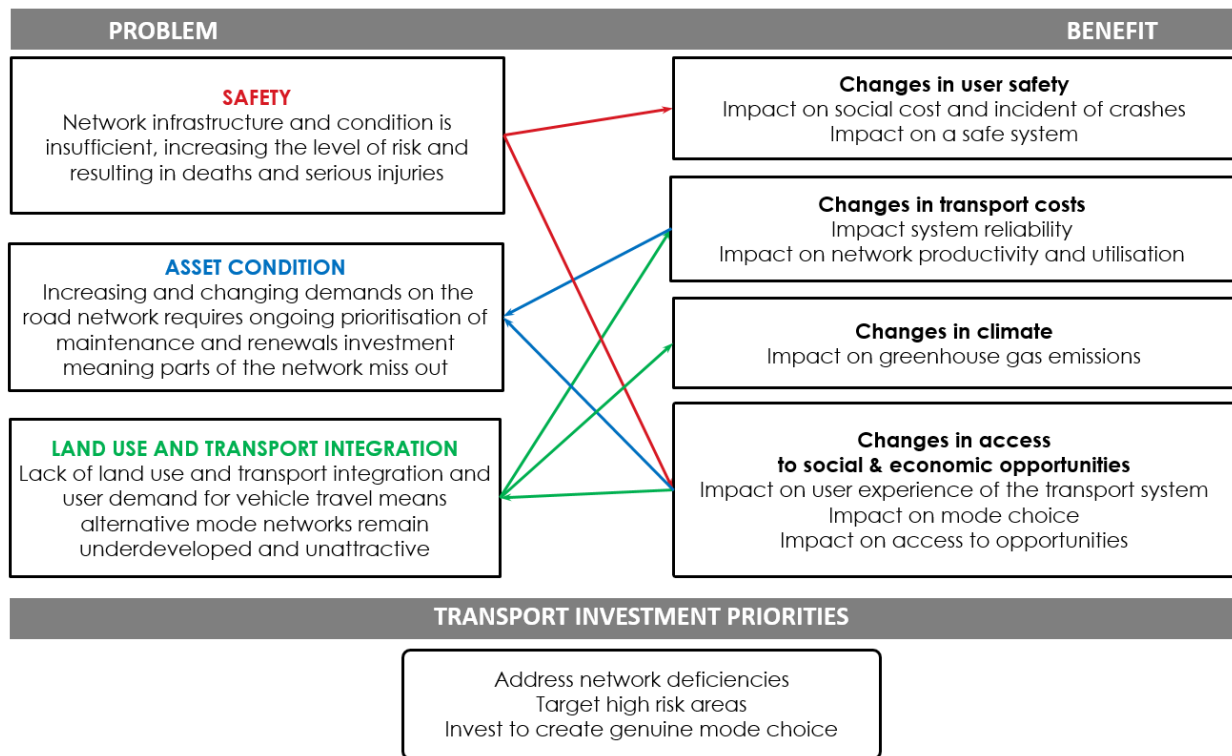 PROBLEM
BENEFIT
SAFETY
Network infrastructure and condition is
insufficient, increasing the level of risk and
resulting in deaths and serious injuries
Changes in user safety
Impact on social cost and incident of crashes
Impact on a safe system
ASSET CONDITION
Increasing and changing demands on the
road network requires ongoing prioritisation of
maintenance and renewals investment
meaning parts of the network miss out
Changes in transport costs
Impact system reliability
Impact on network productivity and utilisation
Changes in climate
Impact on greenhouse gas emissions
LAND USE AND TRANSPORT INTEGRATION
Lack of land use and transport integration and
user demand for vehicle travel means
alternative mode networks remain
underdeveloped and unattractive
Changes in access
to social & economic opportunities
Impact on user experience of the transport system
Impact on mode choice
Impact on access to opportunities
TRANSPORT INVESTMENT PRIORITIES
Address network deficiencies
Target high risk areas
Invest to create genuine mode choice